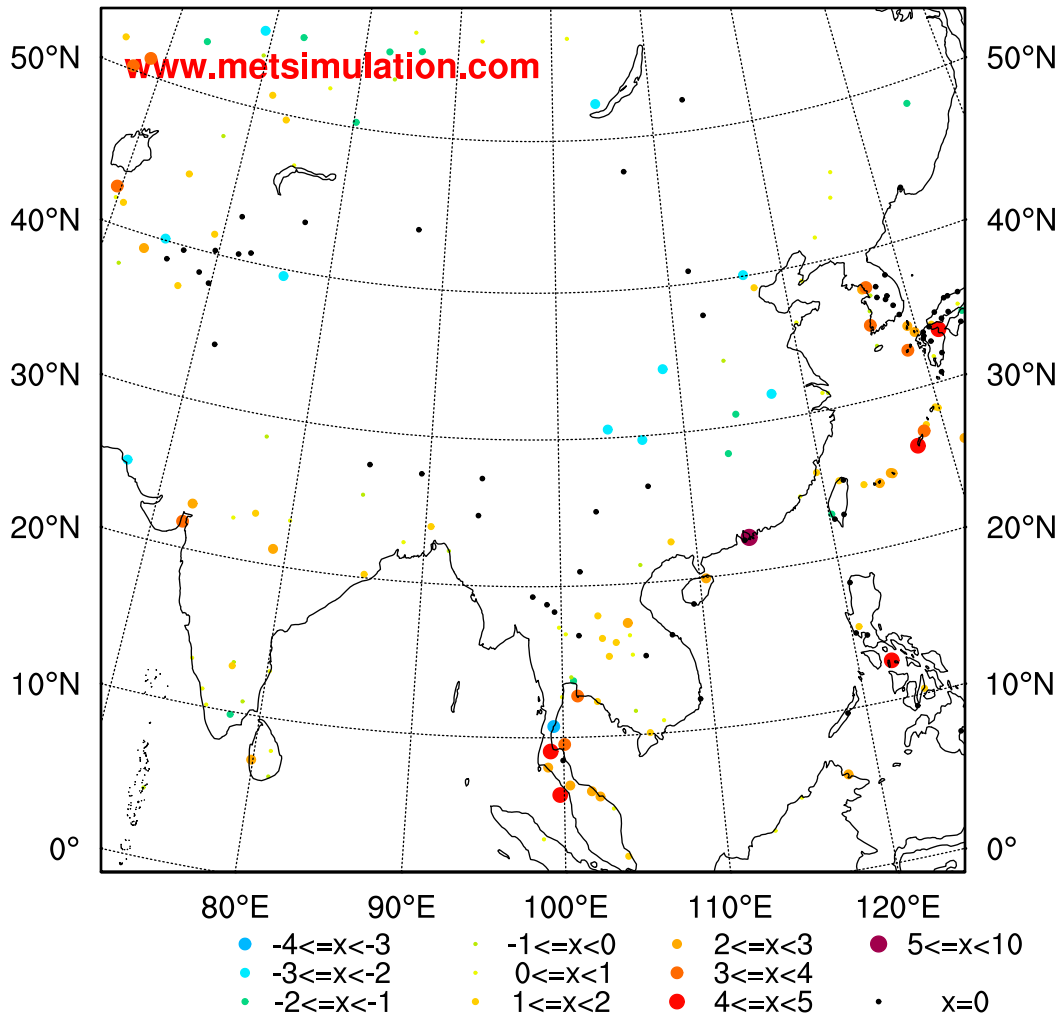 50°N 50°N
www.metsimulation.com
40°N 40°N
30°N 30°N
20°N 20°N
10°N 10°N
0° 0°
80°E 90°E 100°E 110°E 120°E
-4<=x<-3 -1<=x<0 2<=x<3 5<=x<10
-3<=x<-2 0<=x<1 3<=x<4
-2<=x<-1 1<=x<2 4<=x<5 x=0